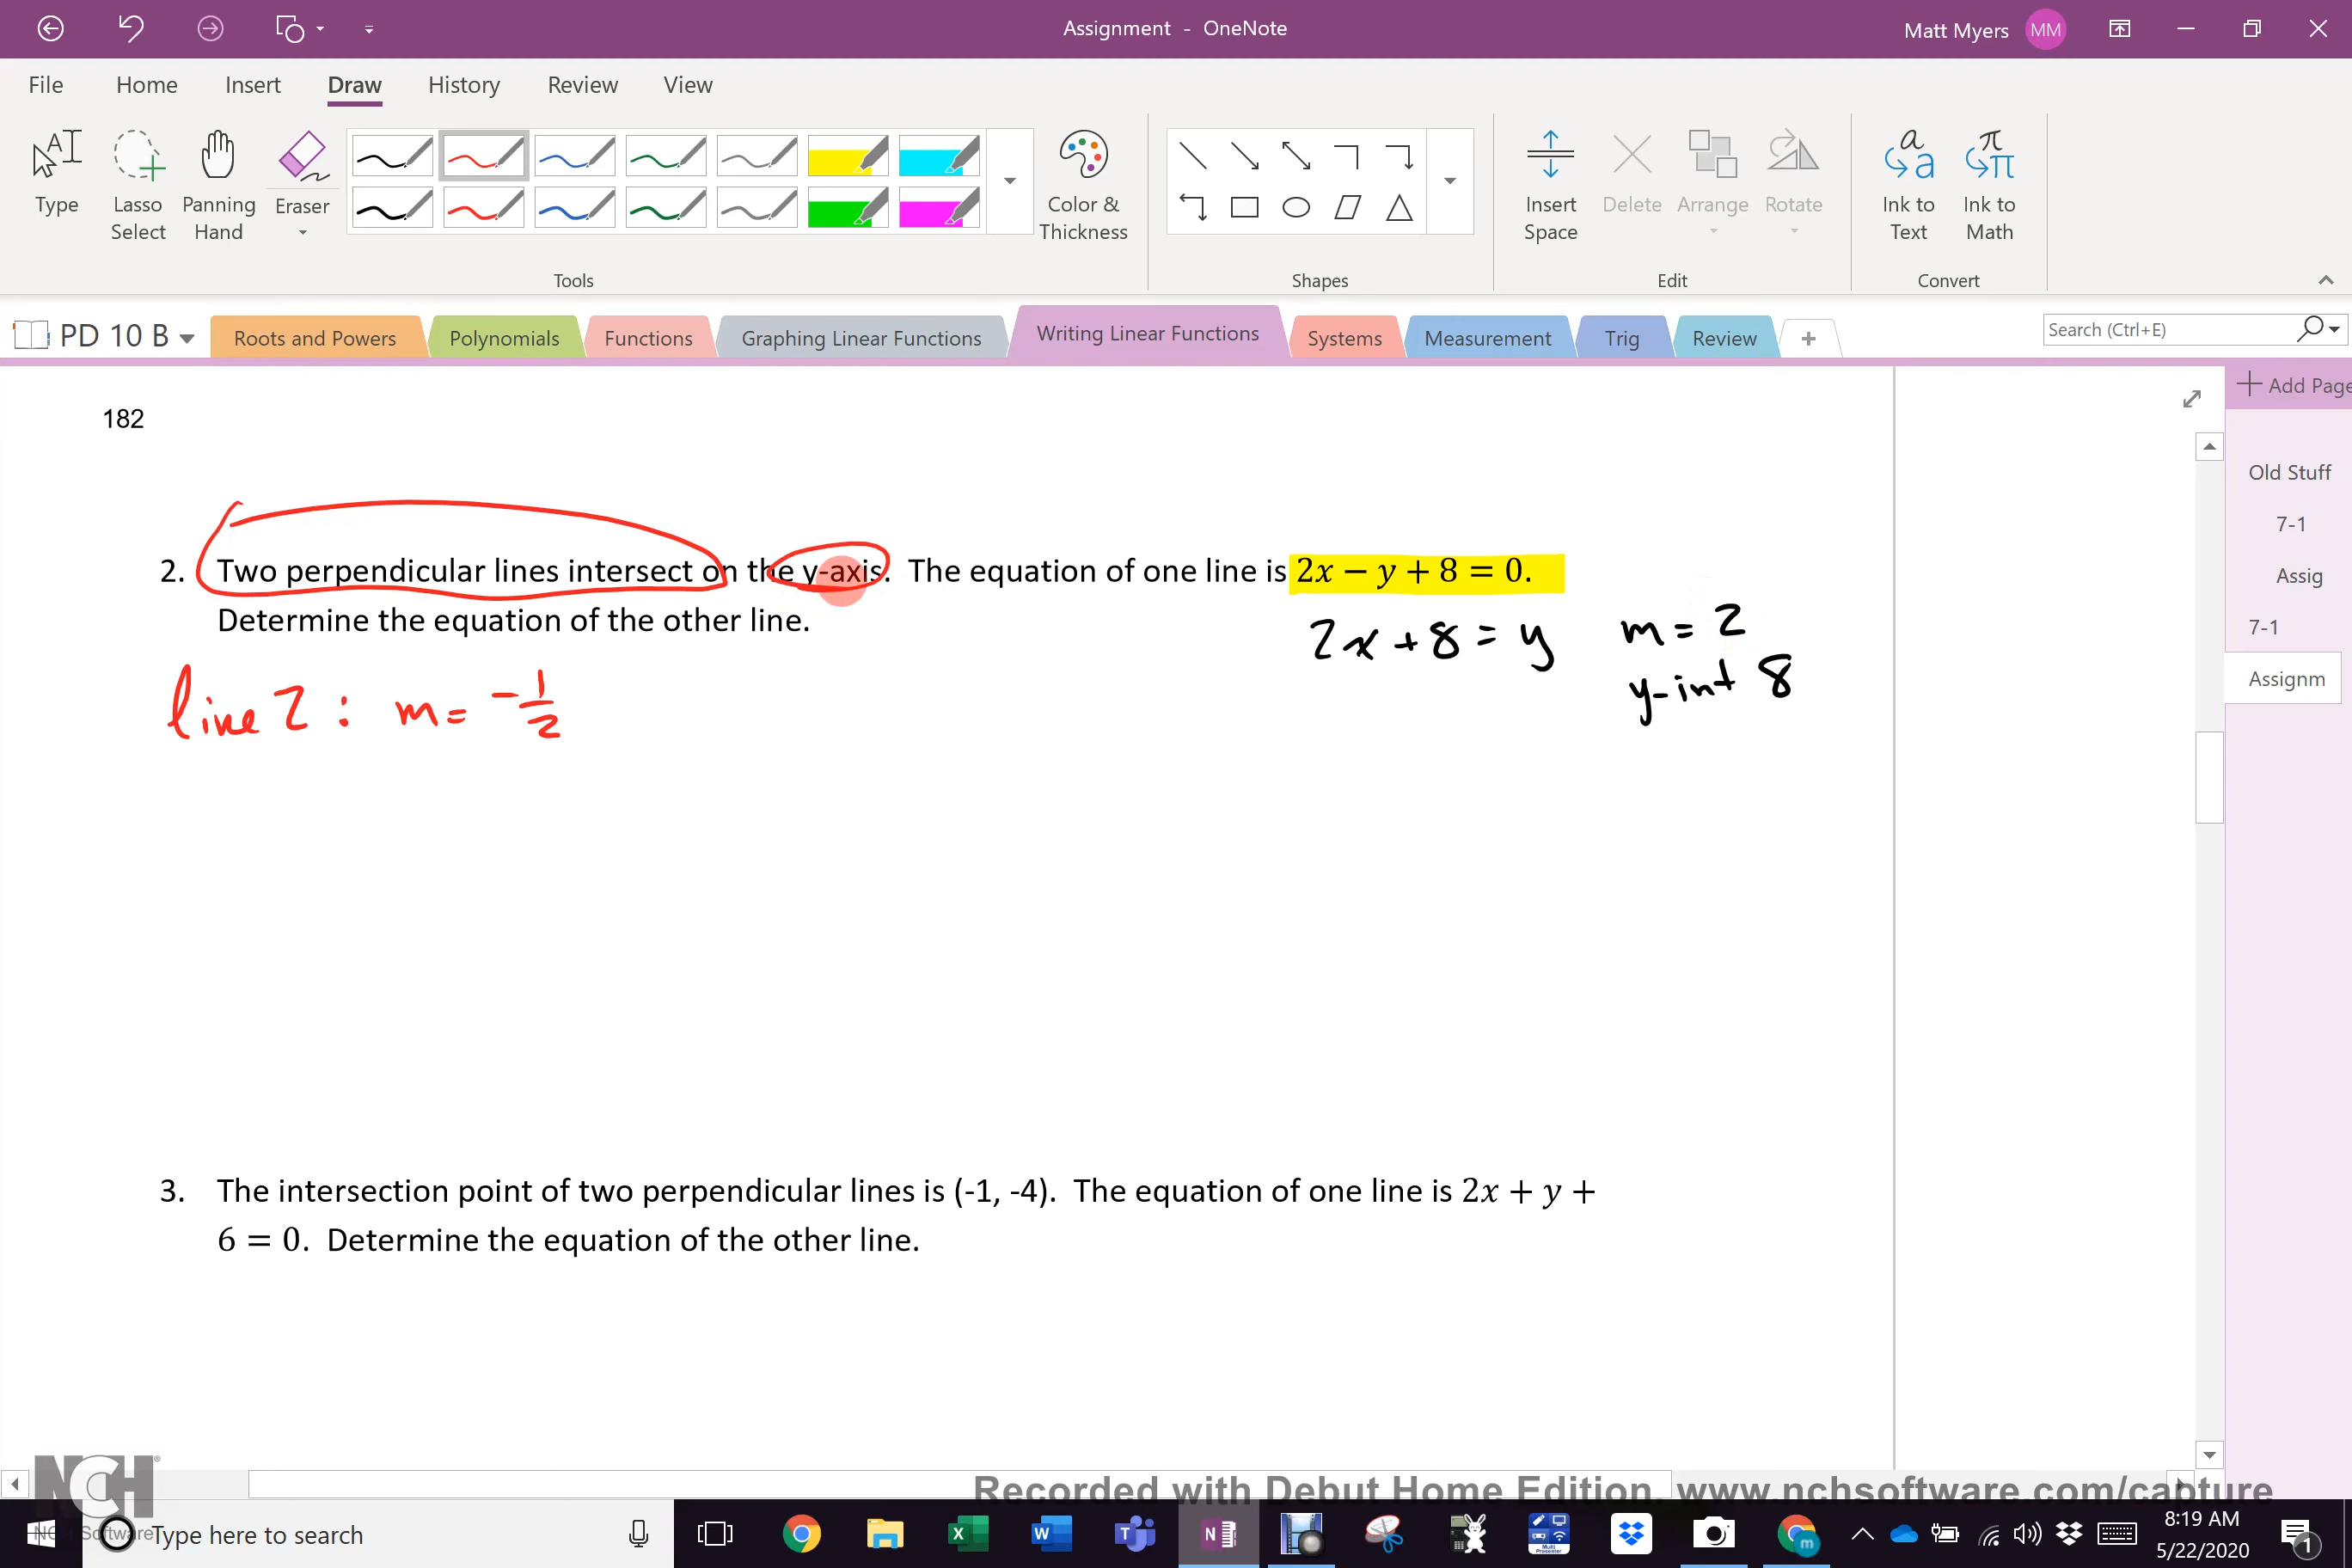 Assignment - OneNote
Matt Myers MM
File Home Insert Draw History Review View
Type
Lasso Select
Panning Hand
Eraser
Color & Thickness
Insert Space
Delete
Arrange
Rotate
Ink to Text
Ink to Math
Tools Shapes Edit Convert
PD 10 B Roots and Powers Polynomials Functions Graphing Linear Functions Writing Linear Functions Systems Measurement Trig Review +
Search (Ctrl+E)
Add Page
Old Stuff
7-1
Assig
7-1
Assignm
182
2. Two perpendicular lines intersect on the y-axis. The equation of one line is 2x − y + 8 = 0.
Determine the equation of the other line.
2x + 8 = y m = 2
y-int 8
line 2 : m = -1/2
3. The intersection point of two perpendicular lines is (-1, -4). The equation of one line is 2x + y +
6 = 0. Determine the equation of the other line.
NCH
NCH Software
Recorded with Debut Home Edition. www.nchsoftware.com/capture
Type here to search
8:19 AM
5/22/2020
1